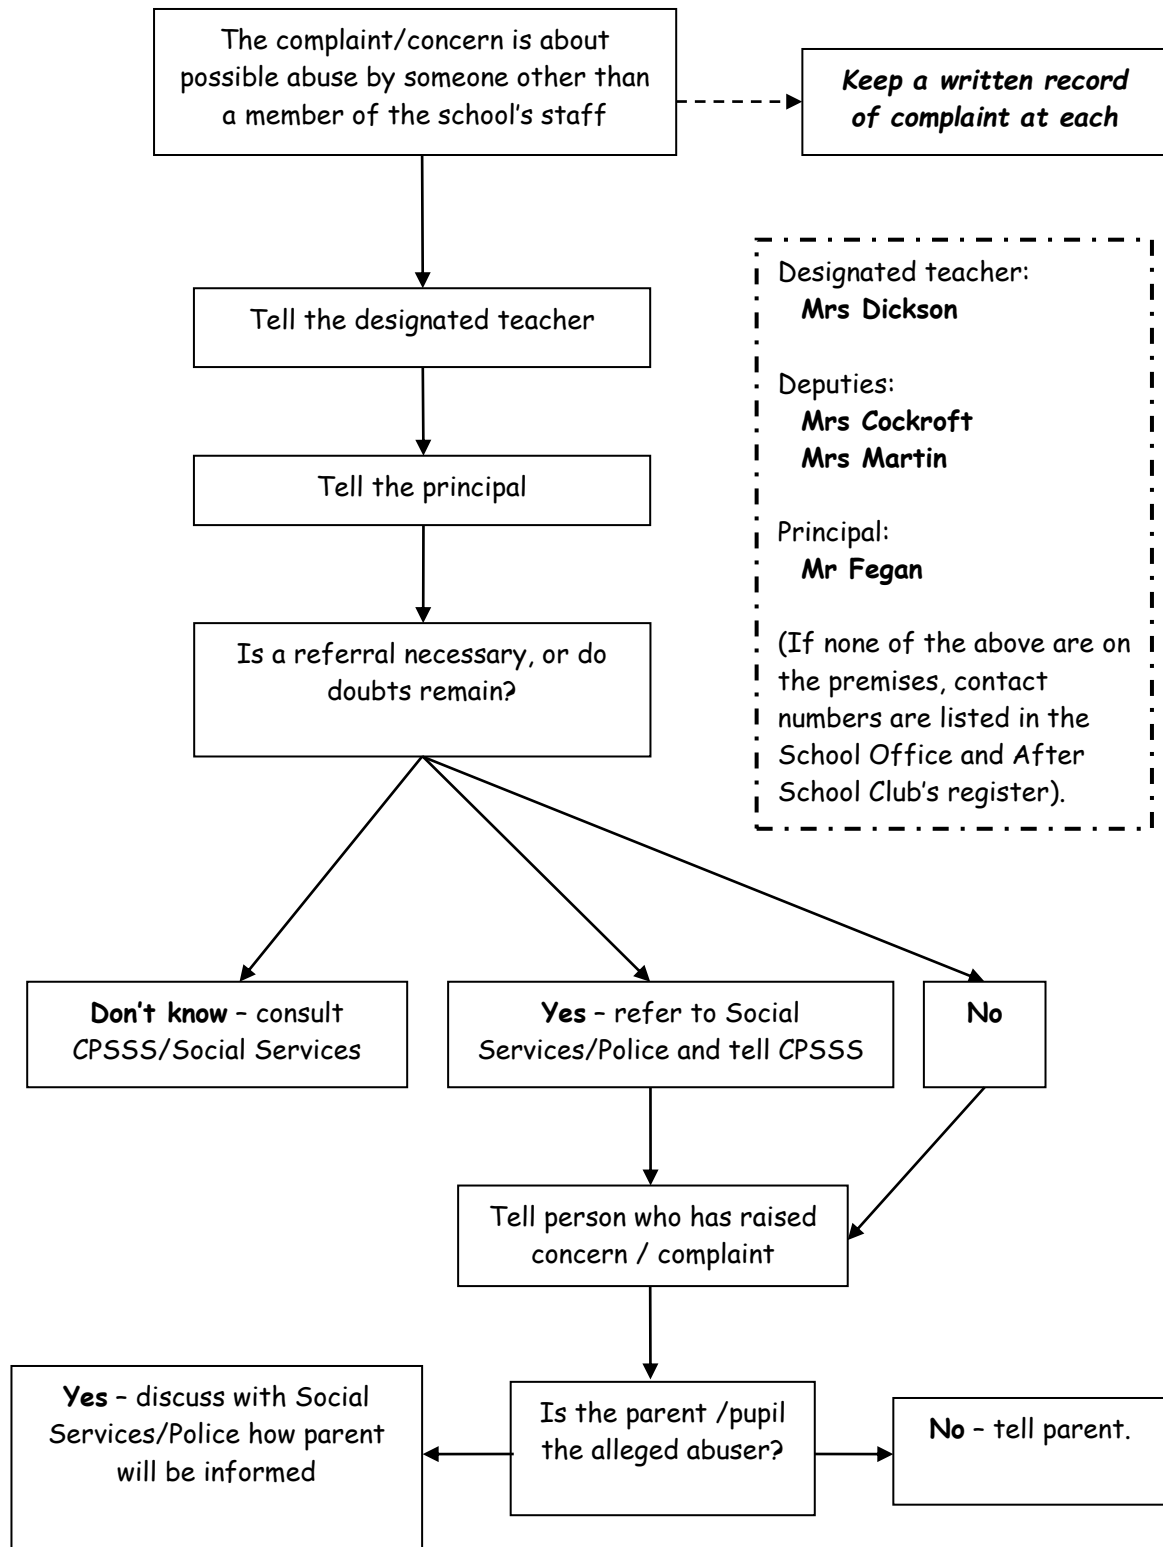 The complaint/concern is about
possible abuse by someone other than
a member of the school's staff
Keep a written record
of complaint at each
Designated teacher:
Mrs Dickson
Deputies:
Mrs Cockroft
Mrs Martin
Principal:
Mr Fegan
(If none of the above are on
the premises, contact
numbers are listed in the
School Office and After
School Club's register).
Tell the designated teacher
Tell the principal
Is a referral necessary, or do
doubts remain?
Don't know – consult
CPSSS/Social Services
Yes – refer to Social
Services/Police and tell CPSSS
No
Tell person who has raised
concern / complaint
Yes – discuss with Social
Services/Police how parent
will be informed
Is the parent /pupil
the alleged abuser?
No – tell parent.